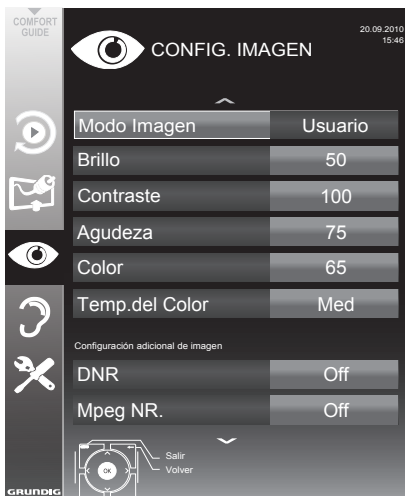 COMFORT
GUIDE
CONFIG. IMAGEN
20.09.2010
15:46
Modo Imagen Usuario
Brillo 50
Contraste 100
Agudeza 75
Color 65
Temp.del Color Med
Configuración adicional de imagen
DNR Off
Mpeg NR. Off
Salir
OK
Volver
GRUNDIG